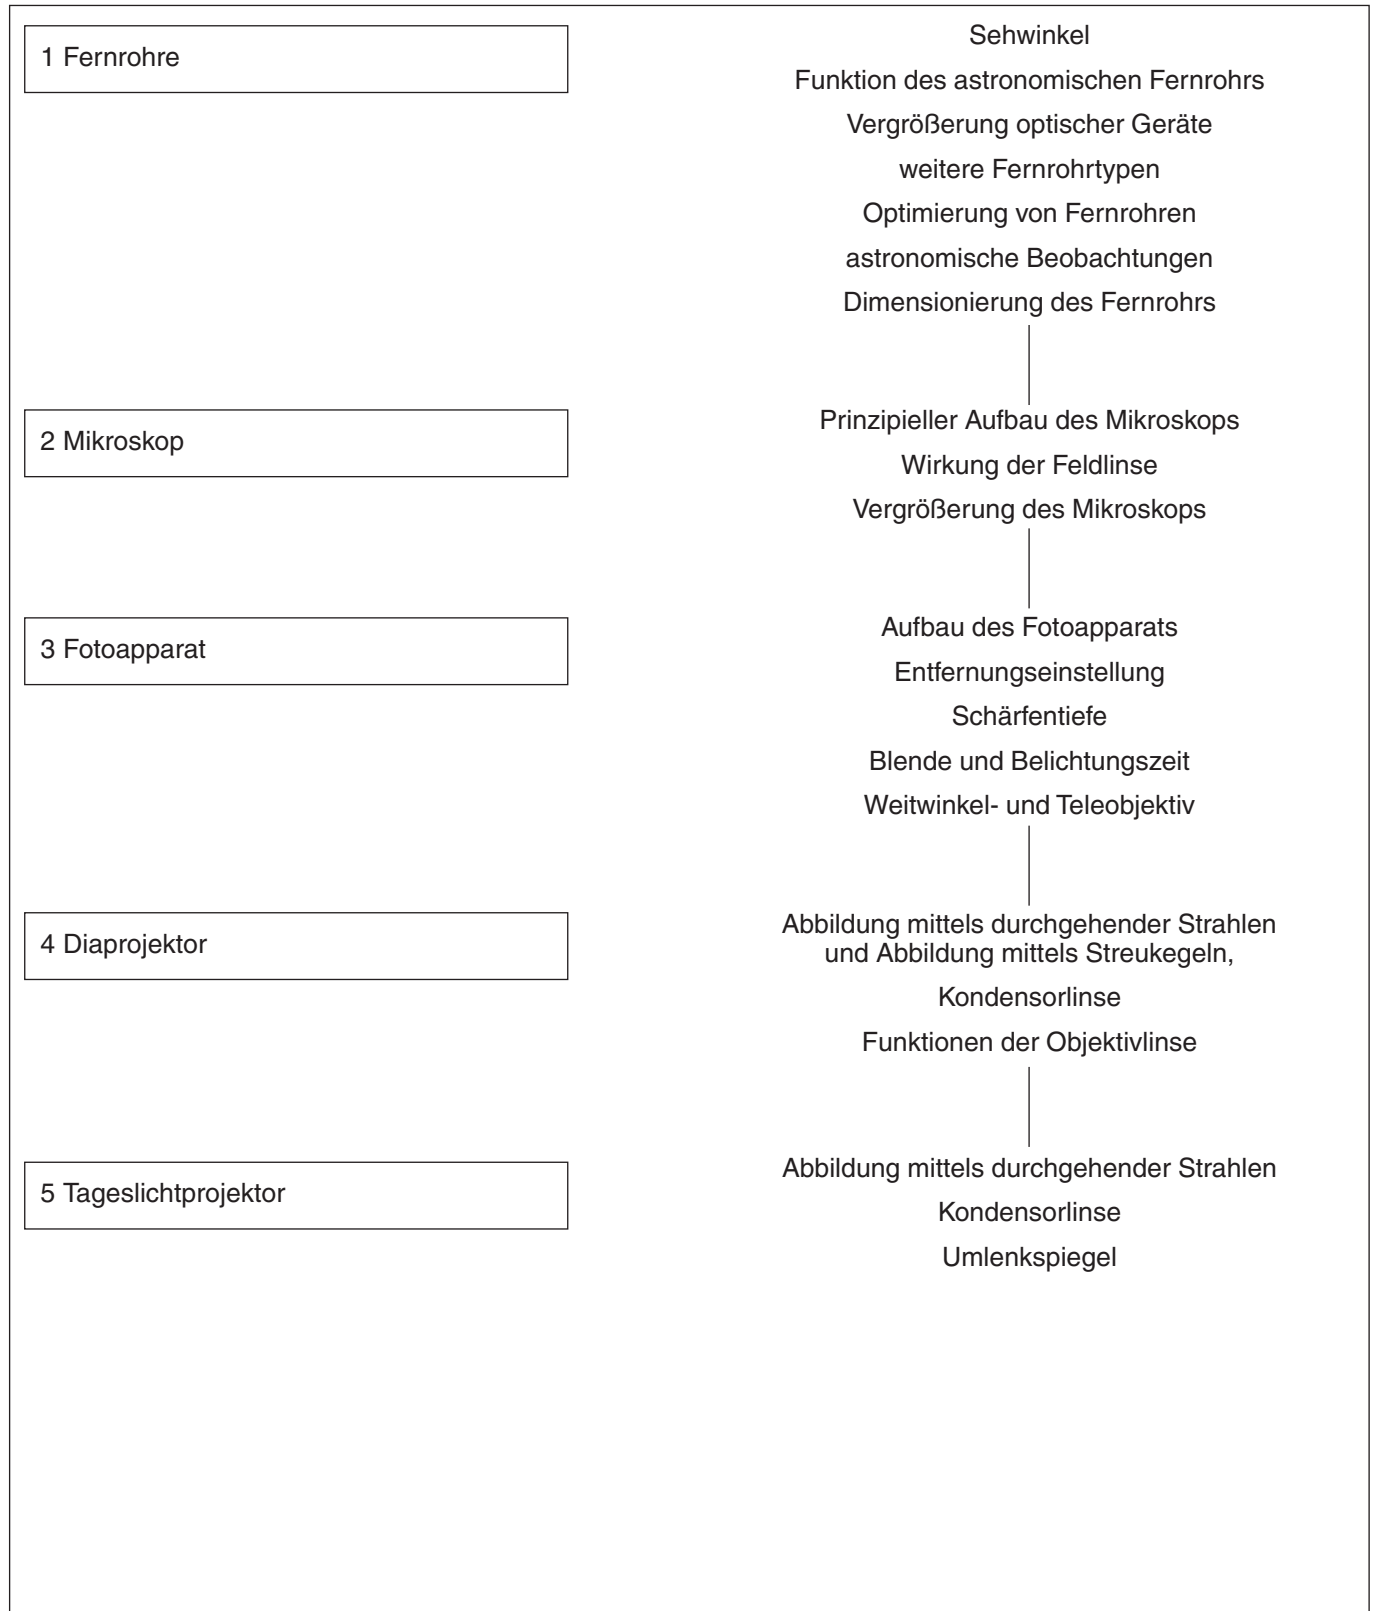 1 Fernrohre
Sehwinkel
Funktion des astronomischen Fernrohrs
Vergrößerung optischer Geräte
weitere Fernrohrtypen
Optimierung von Fernrohren
astronomische Beobachtungen
Dimensionierung des Fernrohrs
2 Mikroskop
Prinzipieller Aufbau des Mikroskops
Wirkung der Feldlinse
Vergrößerung des Mikroskops
3 Fotoapparat
Aufbau des Fotoapparats
Entfernungseinstellung
Schärfentiefe
Blende und Belichtungszeit
Weitwinkel- und Teleobjektiv
4 Diaprojektor
Abbildung mittels durchgehender Strahlen
und Abbildung mittels Streukegeln,
Kondensorlinse
Funktionen der Objektivlinse
5 Tageslichtprojektor
Abbildung mittels durchgehender Strahlen
Kondensorlinse
Umlenkspiegel